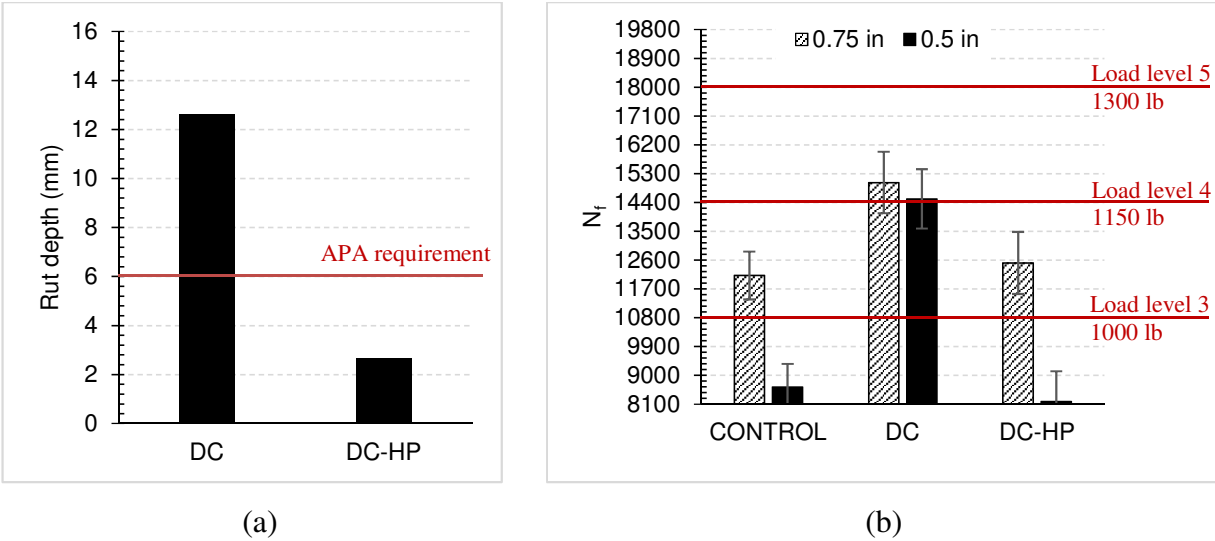 16
14
12
10
8
6
4
2
0
Rut depth (mm)
APA requirement
DC DC-HP
(a)
19800
18900
18000
17100
16200
15300
14400
13500
12600
11700
10800
9900
9000
8100
Nf
0.75 in 0.5 in
Load level 5
1300 lb
Load level 4
1150 lb
Load level 3
1000 lb
CONTROL DC DC-HP
(b)